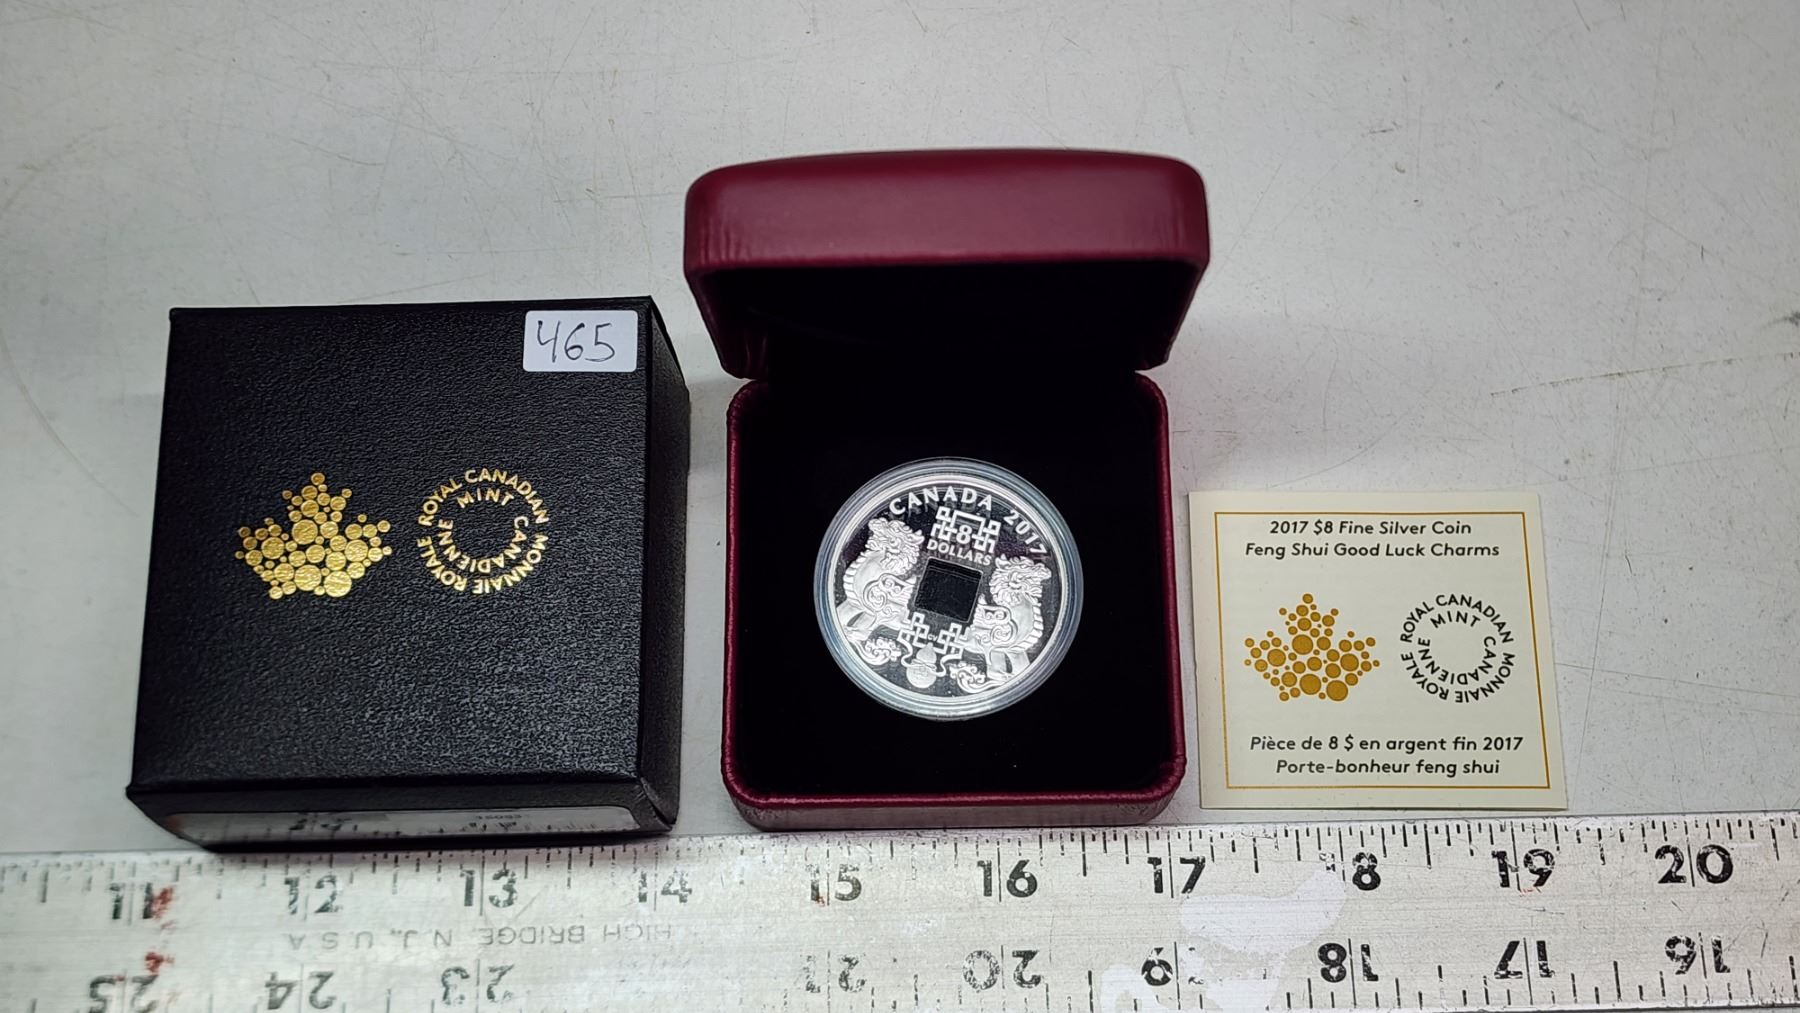 465
ROYAL CANADIAN MINT
MONNAIE ROYALE CANADIENNE
CANADA 2017
8
DOLLARS
CV
2017 $8 Fine Silver Coin
Feng Shui Good Luck Charms
ROYAL CANADIAN MINT
MONNAIE ROYALE CANADIENNE
Pièce de 8 $ en argent fin 2017
Porte-bonheur feng shui
11 12 13 14 15 16 17 18 19 20
HIGH BRIDGE N.J., U.S.A
25 24 23 21 20 19 18 17 16